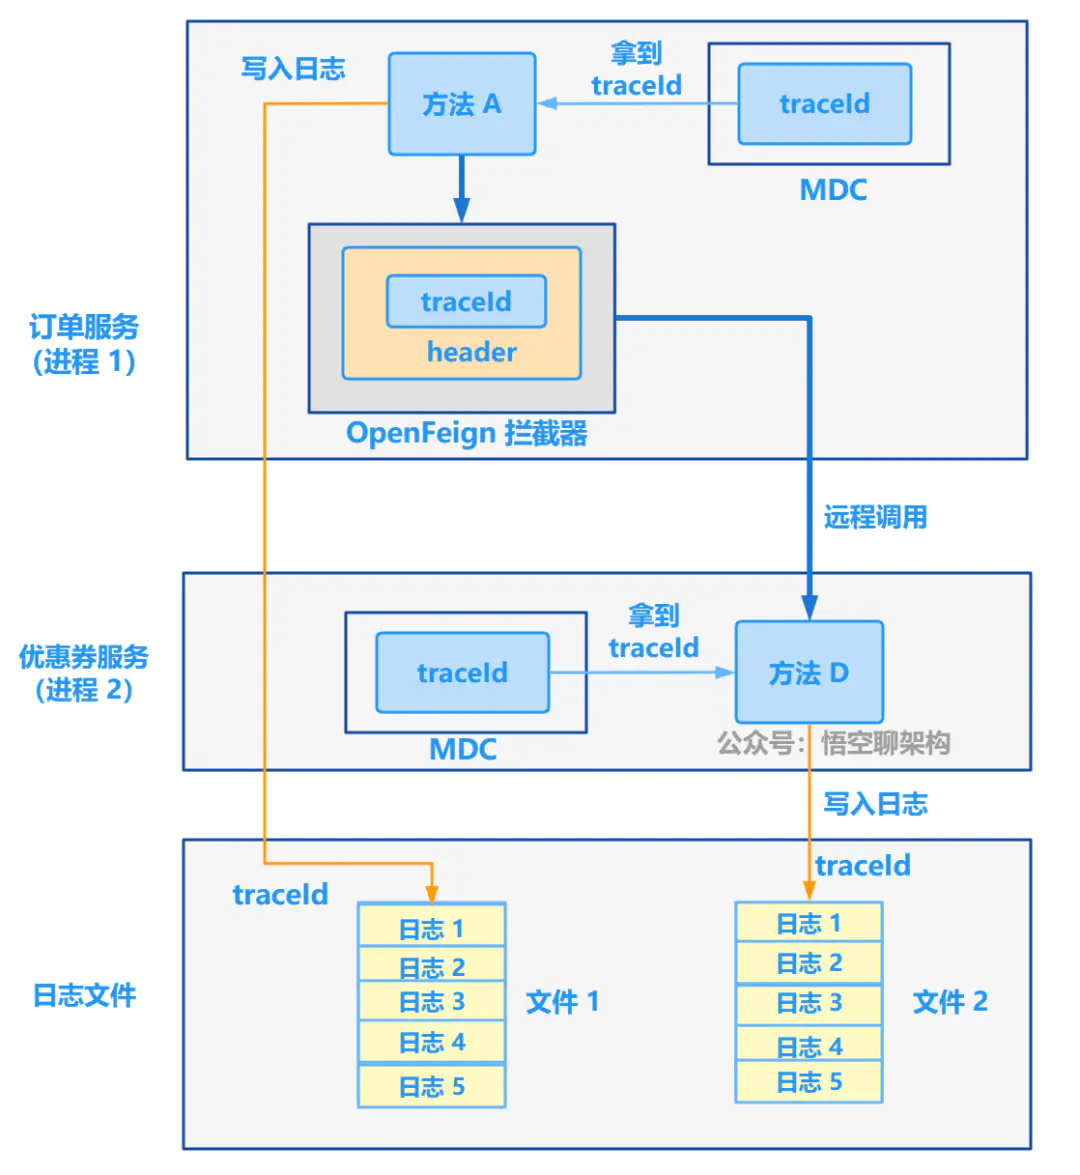 写入日志
方法 A
拿到
traceId
traceId
MDC
traceId
header
OpenFeign 拦截器
订单服务
(进程 1)
远程调用
优惠券服务
(进程 2)
traceId
MDC
拿到
traceId
方法 D
公众号：悟空聊架构
写入日志
traceId
traceId
日志文件
日志 1
日志 2
日志 3
日志 4
日志 5
文件 1
日志 1
日志 2
日志 3
日志 4
日志 5
文件 2